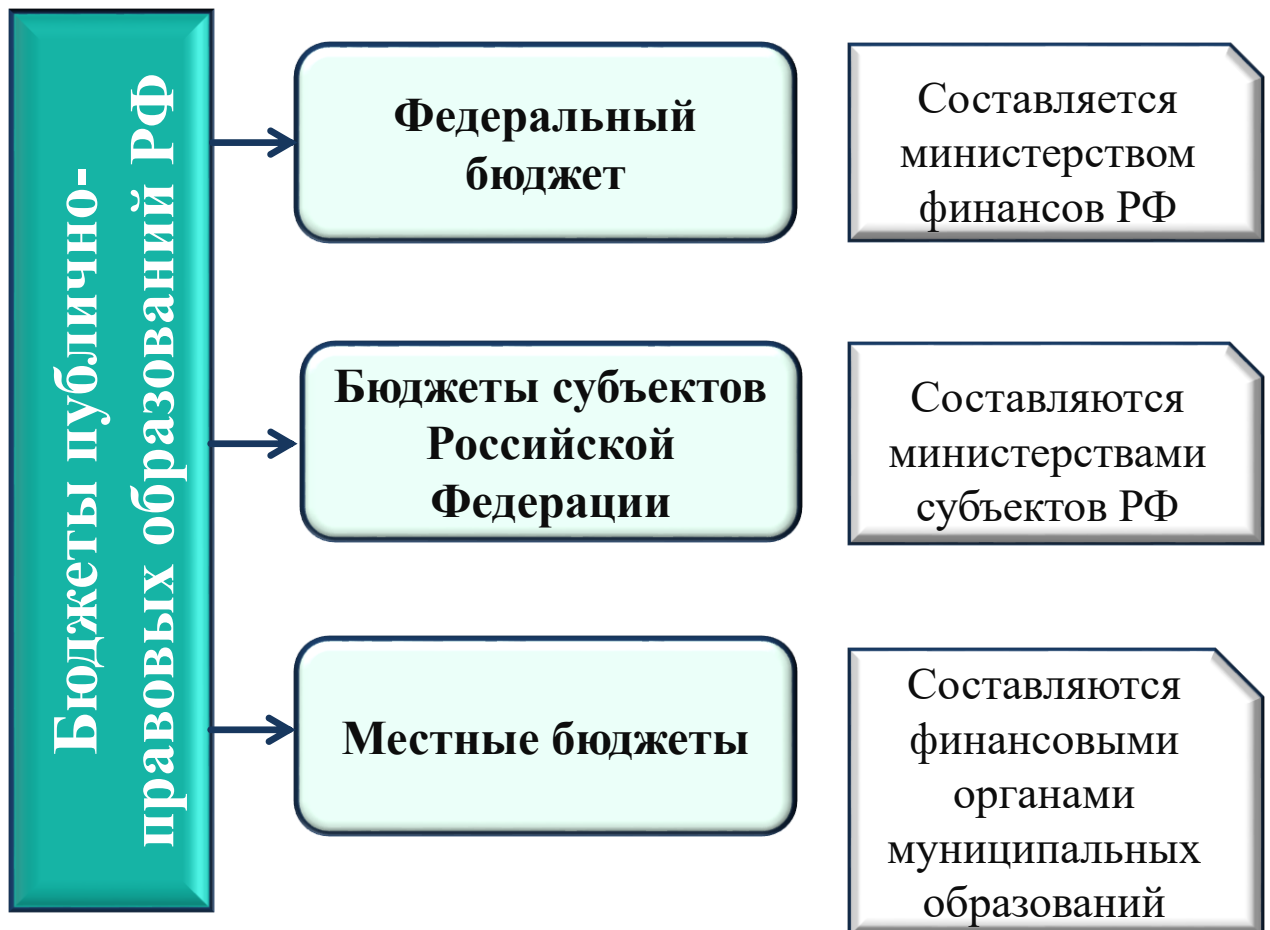 Бюджеты публично-
правовых образований РФ
Федеральный
бюджет
Составляется
министерством
финансов РФ
Бюджеты субъектов
Российской
Федерации
Составляются
министерствами
субъектов РФ
Местные бюджеты
Составляются
финансовыми
органами
муниципальных
образований